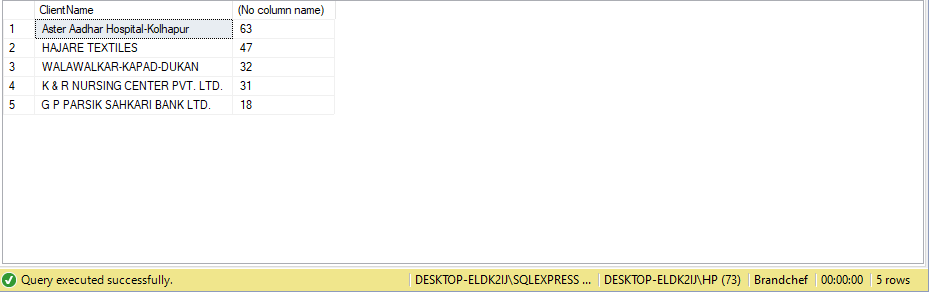 ClientName (No column name)
1 Aster Aadhar Hospital-Kolhapur 63
2 HAJARE TEXTILES 47
3 WALAWALKAR-KAPAD-DUKAN 32
4 K & R NURSING CENTER PVT. LTD. 31
5 G P PARSIK SAHKARI BANK LTD. 18
Query executed successfully. DESKTOP-ELDK2IJ\SQLEXPRESS ... DESKTOP-ELDK2IJ\HP (73) Brandchef 00:00:00 5 rows